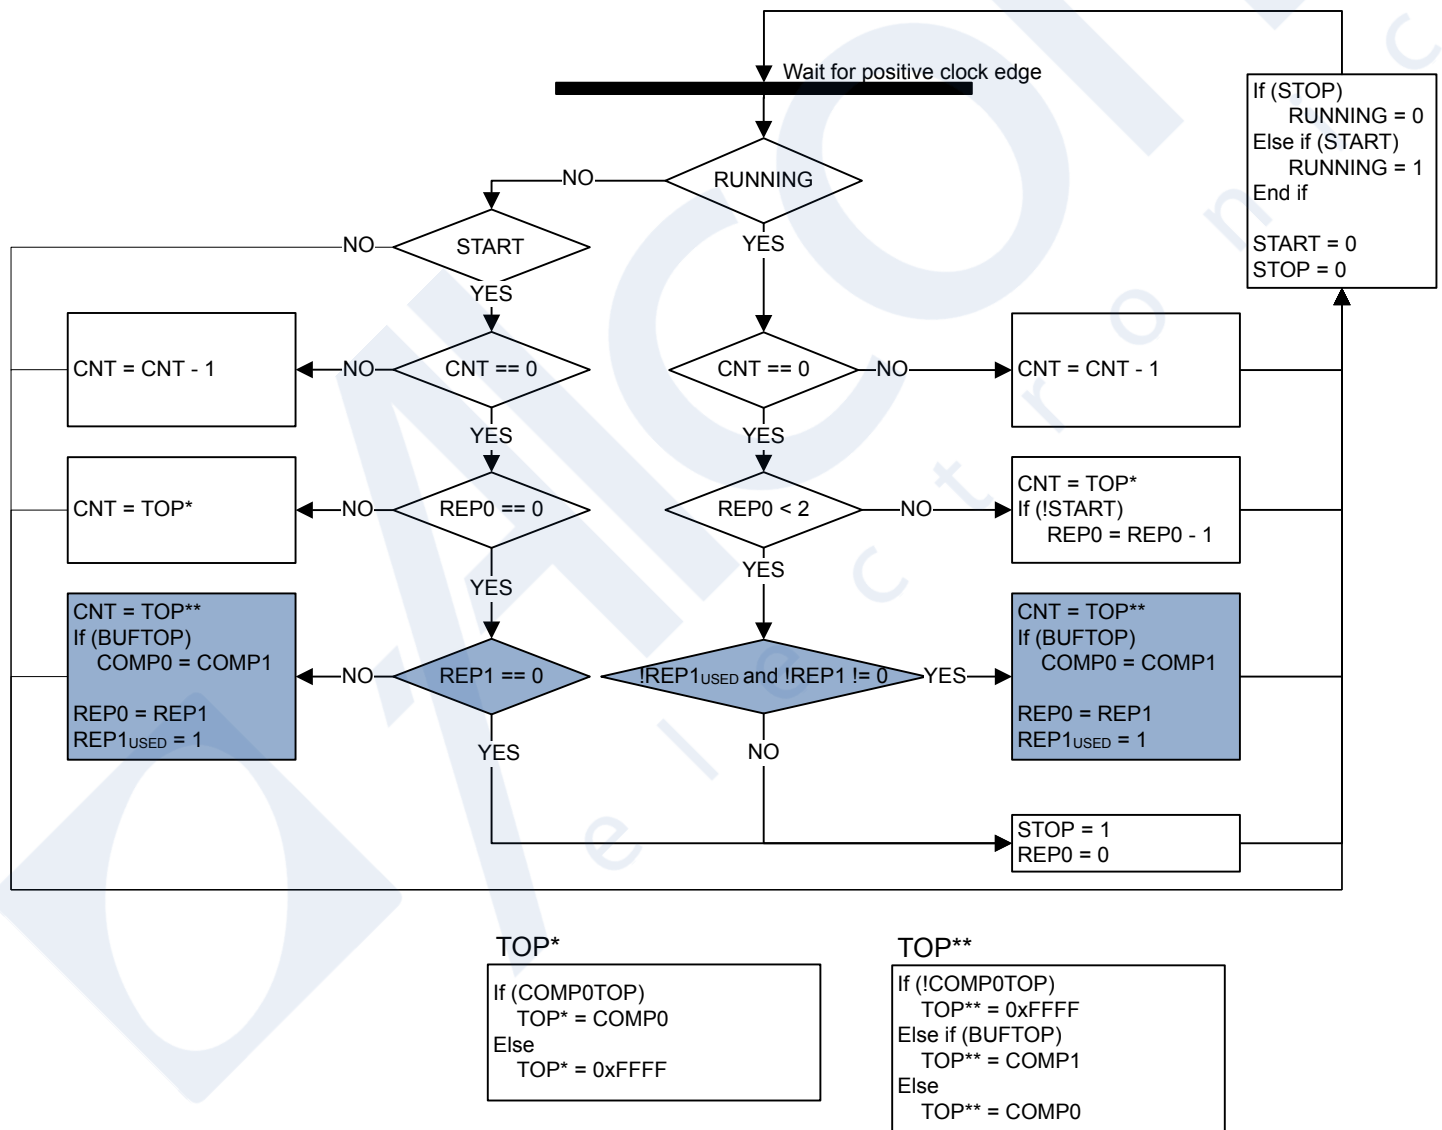 Wait for positive clock edge
If (STOP)
RUNNING = 0
Else if (START)
RUNNING = 1
End if
START = 0
STOP = 0
RUNNING
NO
YES
START
NO
YES
CNT = CNT - 1
NO
CNT == 0
YES
CNT == 0
NO
YES
CNT = CNT - 1
CNT = TOP*
NO
REP0 == 0
YES
REP0 < 2
NO
YES
CNT = TOP*
If (!START)
REP0 = REP0 - 1
CNT = TOP**
If (BUFTOP)
COMP0 = COMP1
REP0 = REP1
REP1USED = 1
NO
REP1 == 0
YES
!REP1USED and !REP1 != 0
YES
NO
CNT = TOP**
If (BUFTOP)
COMP0 = COMP1
REP0 = REP1
REP1USED = 1
STOP = 1
REP0 = 0
TOP*
If (COMP0TOP)
TOP* = COMP0
Else
TOP* = 0xFFFF
TOP**
If (!COMP0TOP)
TOP** = 0xFFFF
Else if (BUFTOP)
TOP** = COMP1
Else
TOP** = COMP0